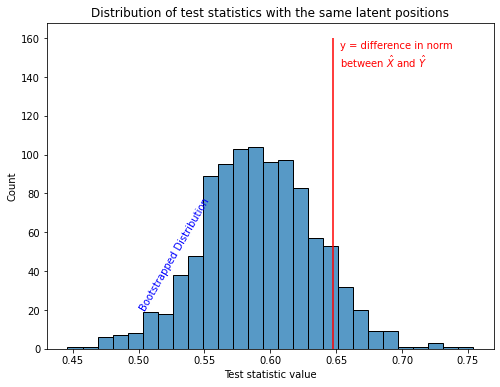 Distribution of test statistics with the same latent positions
160
140
120
100
80
60
40
20
0
Count
y = difference in norm
between X̂ and Ŷ
Bootstrapped Distribution
0.45 0.50 0.55 0.60 0.65 0.70 0.75
Test statistic value